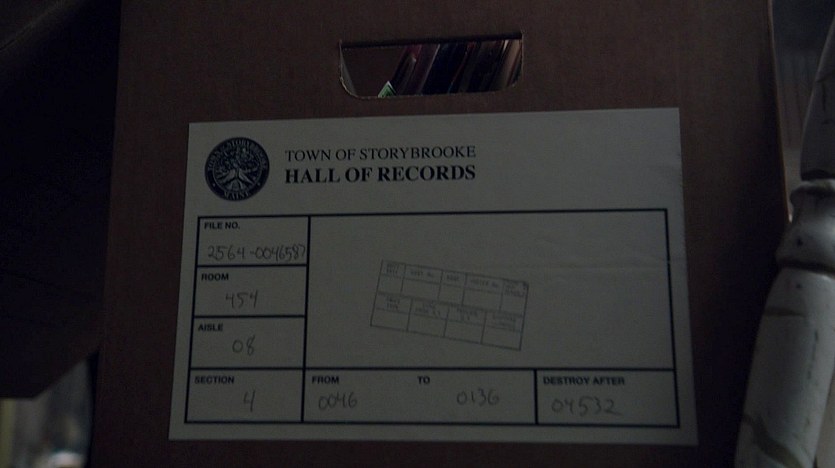 TOWN OF STORYBROOKE
HALL OF RECORDS
FILE NO.
2564-0046587
ROOM
454
AISLE
08
SECTION
4
FROM TO
0046 0136
DESTROY AFTER
04532